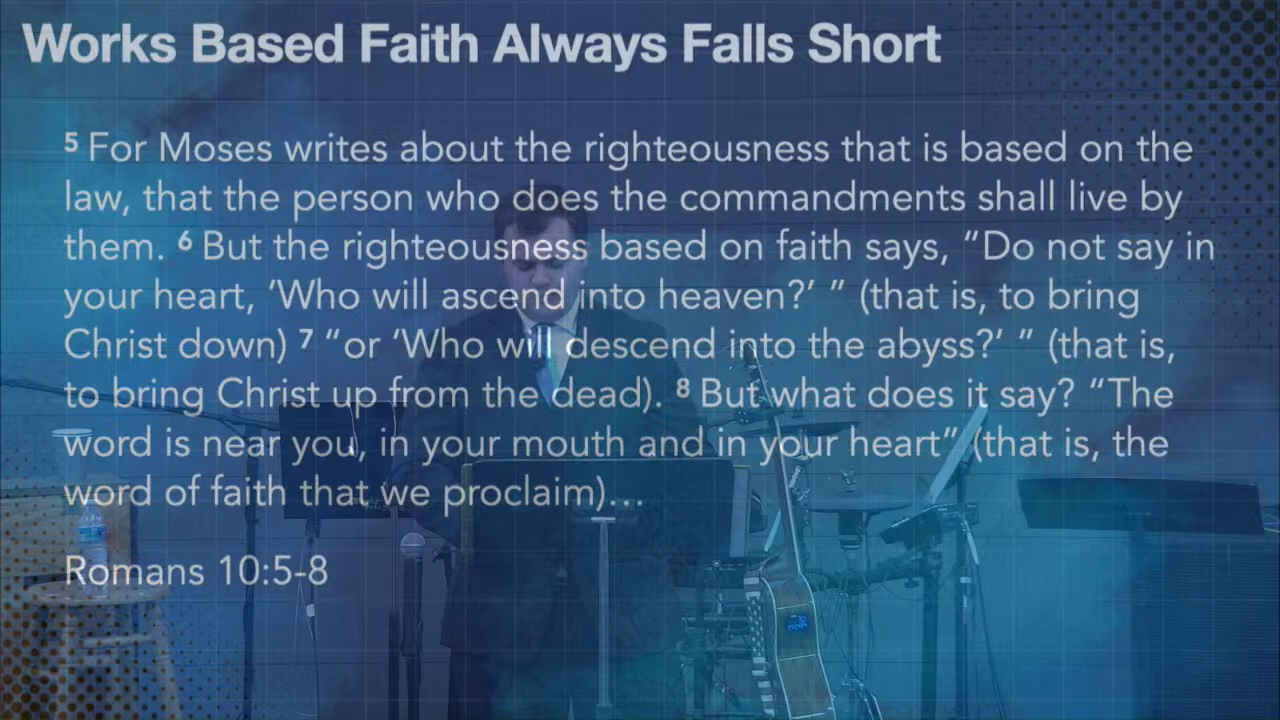 Works Based Faith Always Falls Short
5 For Moses writes about the righteousness that is based on the
law, that the person who does the commandments shall live by
them. 6 But the righteousness based on faith says, “Do not say in
your heart, ‘Who will ascend into heaven?’ ” (that is, to bring
Christ down) 7 “or ‘Who will descend into the abyss?’ ” (that is,
to bring Christ up from the dead). 8 But what does it say? “The
word is near you, in your mouth and in your heart” (that is, the
word of faith that we proclaim)…
Romans 10:5-8